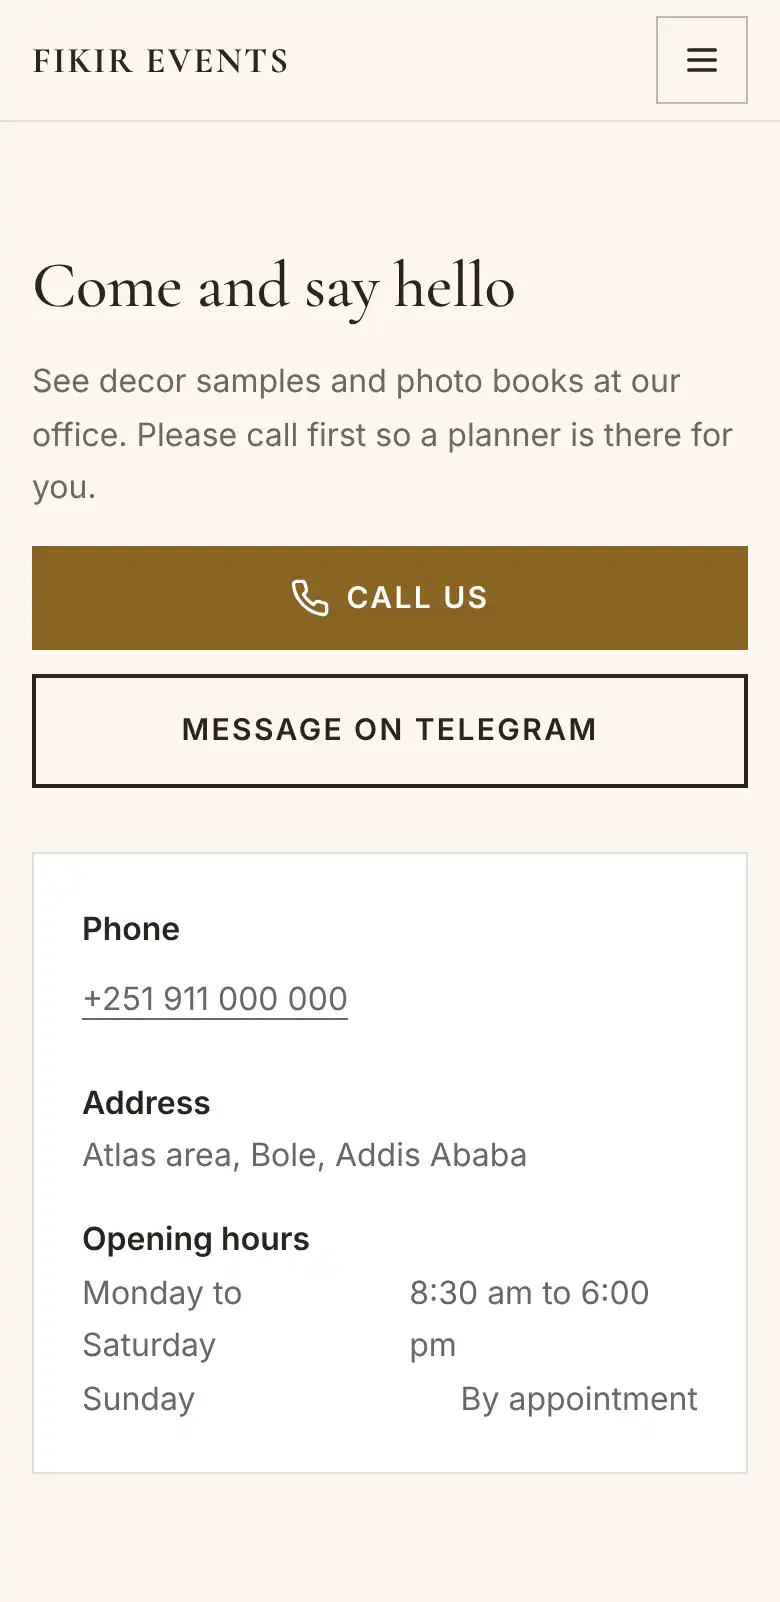 FIKIR EVENTS
Come and say hello
See decor samples and photo books at our
office. Please call first so a planner is there for
you.
CALL US
MESSAGE ON TELEGRAM
Phone
+251 911 000 000
Address
Atlas area, Bole, Addis Ababa
Opening hours
Monday to Saturday
8:30 am to 6:00 pm
Sunday
By appointment